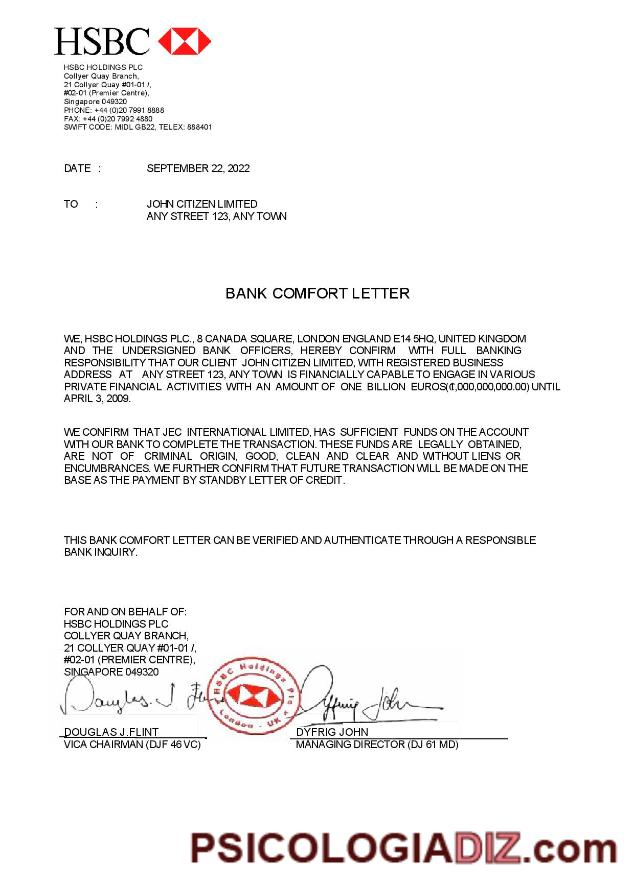 HSBC
HSBC HOLDINGS PLC
Collyer Quay Branch,
21 Collyer Quay #01-01 /,
#02-01 (Premier Centre),
Singapore 049320
PHONE: +44 (0)20 7991 8888
FAX: +44 (0)20 7992 4880
SWIFT CODE: MIDL GB22, TELEX: 888401
DATE : SEPTEMBER 22, 2022
TO : JOHN CITIZEN LIMITED
ANY STREET 123, ANY TOWN
BANK COMFORT LETTER
WE, HSBC HOLDINGS PLC., 8 CANADA SQUARE, LONDON ENGLAND E14 5HQ, UNITED KINGDOM
AND THE UNDERSIGNED BANK OFFICERS, HEREBY CONFIRM WITH FULL BANKING
RESPONSIBILITY THAT OUR CLIENT JOHN CITIZEN LIMITED, WITH REGISTERED BUSINESS
ADDRESS AT ANY STREET 123, ANY TOWN IS FINANCIALLY CAPABLE TO ENGAGE IN VARIOUS
PRIVATE FINANCIAL ACTIVITIES WITH AN AMOUNT OF ONE BILLION EUROS(€1,000,000,000.00) UNTIL
APRIL 3, 2009.
WE CONFIRM THAT JEC INTERNATIONAL LIMITED, HAS SUFFICIENT FUNDS ON THE ACCOUNT
WITH OUR BANK TO COMPLETE THE TRANSACTION. THESE FUNDS ARE LEGALLY OBTAINED,
ARE NOT OF CRIMINAL ORIGIN, GOOD, CLEAN AND CLEAR AND WITHOUT LIENS OR
ENCUMBRANCES. WE FURTHER CONFIRM THAT FUTURE TRANSACTION WILL BE MADE ON THE
BASE AS THE PAYMENT BY STANDBY LETTER OF CREDIT.
THIS BANK COMFORT LETTER CAN BE VERIFIED AND AUTHENTICATE THROUGH A RESPONSIBLE
BANK INQUIRY.
FOR AND ON BEHALF OF:
HSBC HOLDINGS PLC
COLLYER QUAY BRANCH,
21 COLLYER QUAY #01-01 /,
#02-01 (PREMIER CENTRE),
SINGAPORE 049320
HSBC Holdings Plc
London - UK
Douglas J Flint
Dyfrig John
DOUGLAS J.FLINT
VICA CHAIRMAN (DJF 46 VC)
DYFRIG JOHN
MANAGING DIRECTOR (DJ 61 MD)
PSICOLOGIADIZ.com